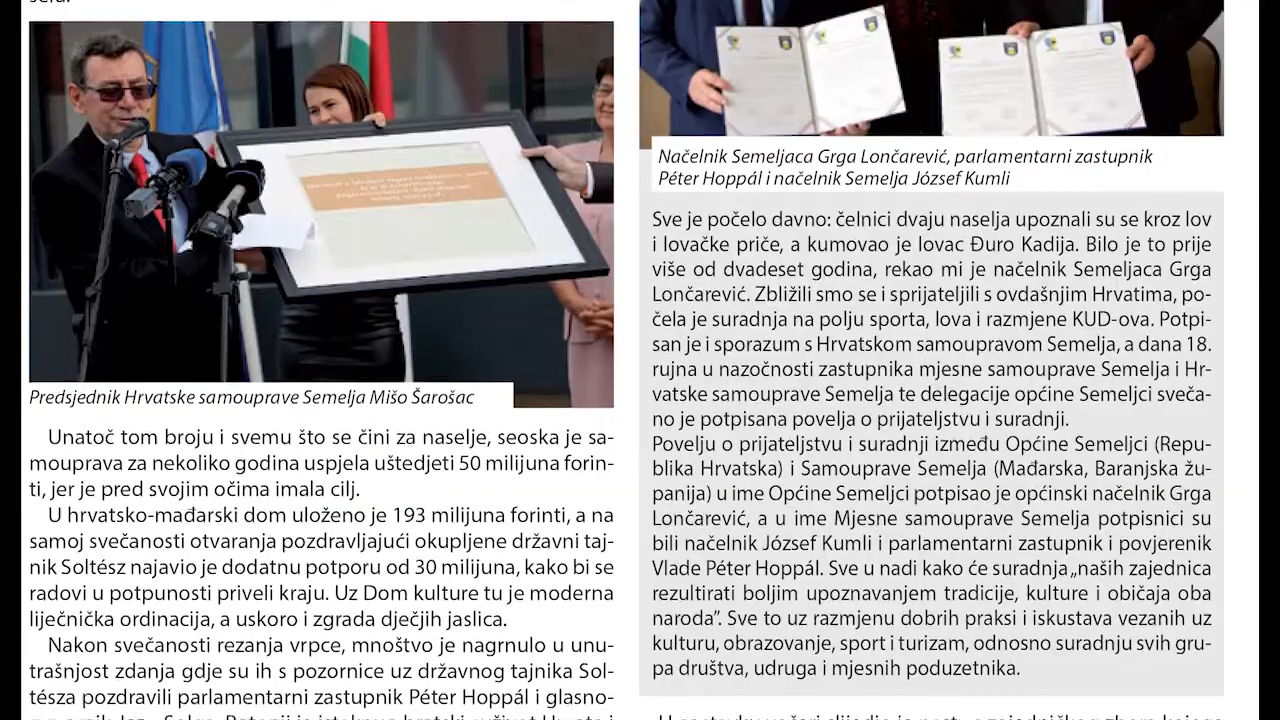 Predsjednik Hrvatske samouprave Semelja Mišo Šarošac
Unatoč tom broju i svemu što se čini za naselje, seoska je sa-
mouprava za nekoliko godina uspjela uštedjeti 50 milijuna forin-
ti, jer je pred svojim očima imala cilj.
U hrvatsko-mađarski dom uloženo je 193 milijuna forinti, a na
samoj svečanosti otvaranja pozdravljajući okupljene državni taj-
nik Soltész najavio je dodatnu potporu od 30 milijuna, kako bi se
radovi u potpunosti priveli kraju. Uz Dom kulture tu je moderna
liječnička ordinacija, a uskoro i zgrada dječjih jaslica.
Nakon svečanosti rezanja vrpce, mnoštvo je nagrnulo u unu-
trašnjost zdanja gdje su ih s pozornice uz državnog tajnika Sol-
tésza pozdravili parlamentarni zastupnik Péter Hoppál i glasno-
Načelnik Semeljaca Grga Lončarević, parlamentarni zastupnik
Péter Hoppál i načelnik Semelja József Kumli
Sve je počelo davno: čelnici dvaju naselja upoznali su se kroz lov
i lovačke priče, a kumovao je lovac Đuro Kadija. Bilo je to prije
više od dvadeset godina, rekao mi je načelnik Semeljaca Grga
Lončarević. Zbližili smo se i sprijateljili s ovdašnjim Hrvatima, po-
čela je suradnja na polju sporta, lova i razmjene KUD-ova. Potpi-
san je i sporazum s Hrvatskom samoupravom Semelja, a dana 18.
rujna u nazočnosti zastupnika mjesne samouprave Semelja i Hr-
vatske samouprave Semelja te delegacije općine Semeljci sveča-
no je potpisana povelja o prijateljstvu i suradnji.
Povelju o prijateljstvu i suradnji između Općine Semeljci (Repu-
blika Hrvatska) i Samouprave Semelja (Mađarska, Baranjska žu-
panija) u ime Općine Semeljci potpisao je općinski načelnik Grga
Lončarević, a u ime Mjesne samouprave Semelja potpisnici su
bili načelnik József Kumli i parlamentarni zastupnik i povjerenik
Vlade Péter Hoppál. Sve u nadi kako će suradnja „naših zajednica
rezultirati boljim upoznavanjem tradicije, kulture i običaja oba
naroda”. Sve to uz razmjenu dobrih praksi i iskustava vezanih uz
kulturu, obrazovanje, sport i turizam, odnosno suradnju svih gru-
pa društva, udruga i mjesnih poduzetnika.